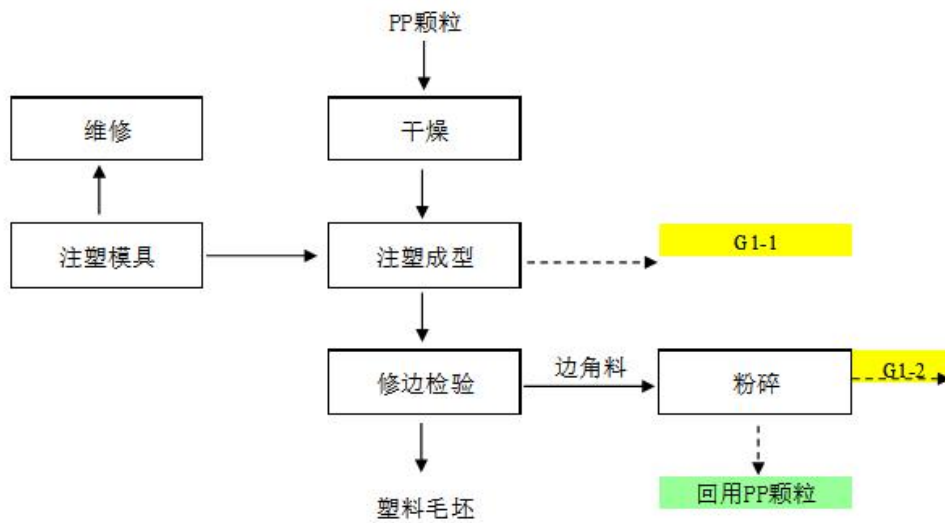 PP颗粒
维修
干燥
注塑模具
注塑成型
G1-1
修边检验
边角料
粉碎
G1-2
塑料毛坯
回用PP颗粒